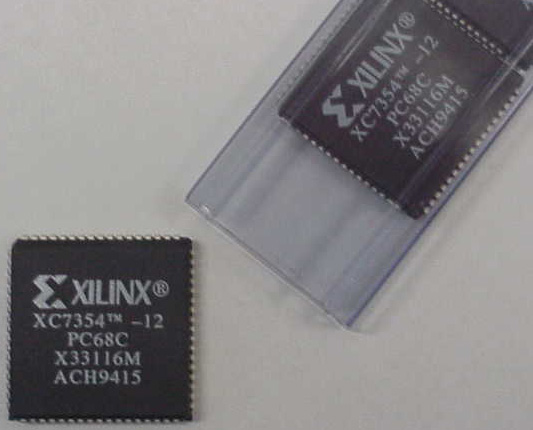 XILINX®
XC7354™ -12
PC68C
X33116M
ACH9415
XILINX®
XC7354™ -12
PC68C
X33116M
ACH9415